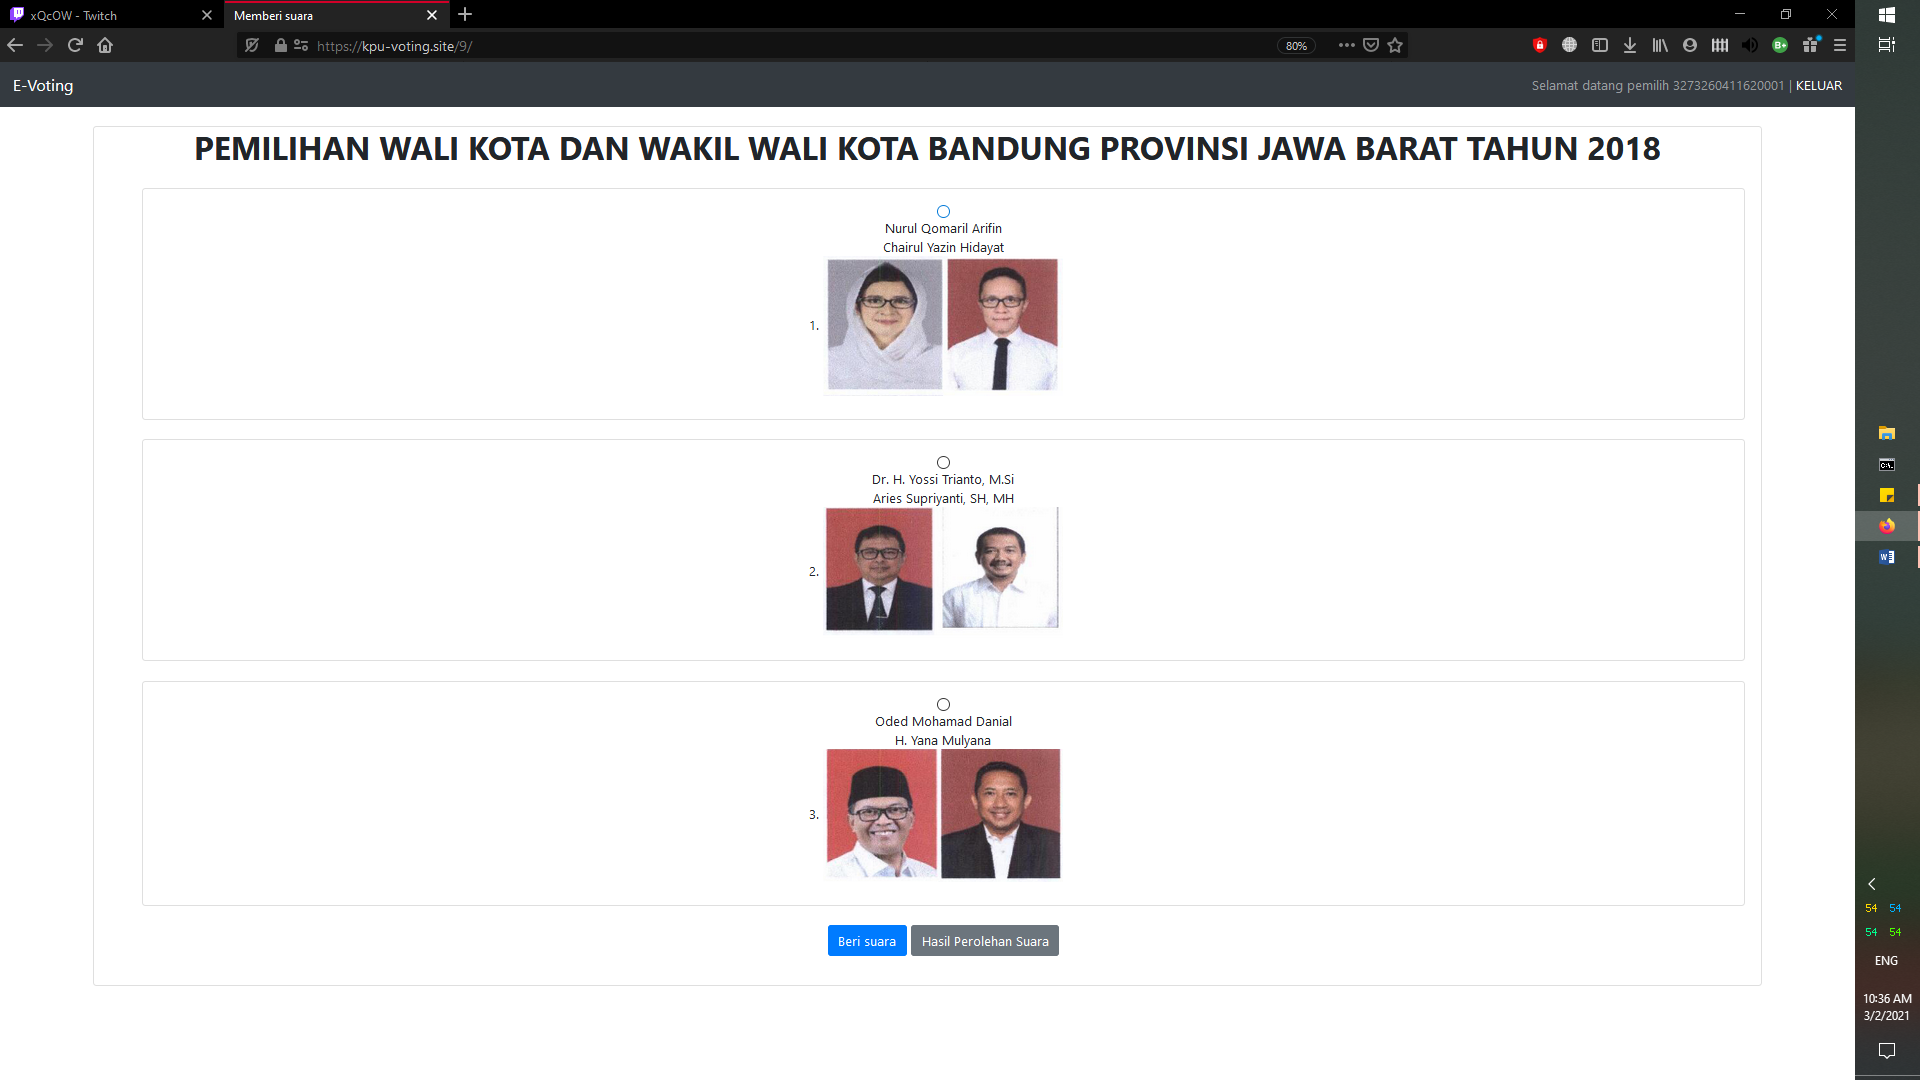 xQcOW - Twitch
Memberi suara
https://kpu-voting.site/9/
80%
E-Voting
Selamat datang pemilih 3273260411620001 | KELUAR
PEMILIHAN WALI KOTA DAN WAKIL WALI KOTA BANDUNG PROVINSI JAWA BARAT TAHUN 2018
Nurul Qomaril Arifin
Chairul Yazin Hidayat
1.
Dr. H. Yossi Trianto, M.Si
Aries Supriyanti, SH, MH
2.
Oded Mohamad Danial
H. Yana Mulyana
3.
Beri suara
Hasil Perolehan Suara
54 54
54 54
ENG
10:36 AM
3/2/2021